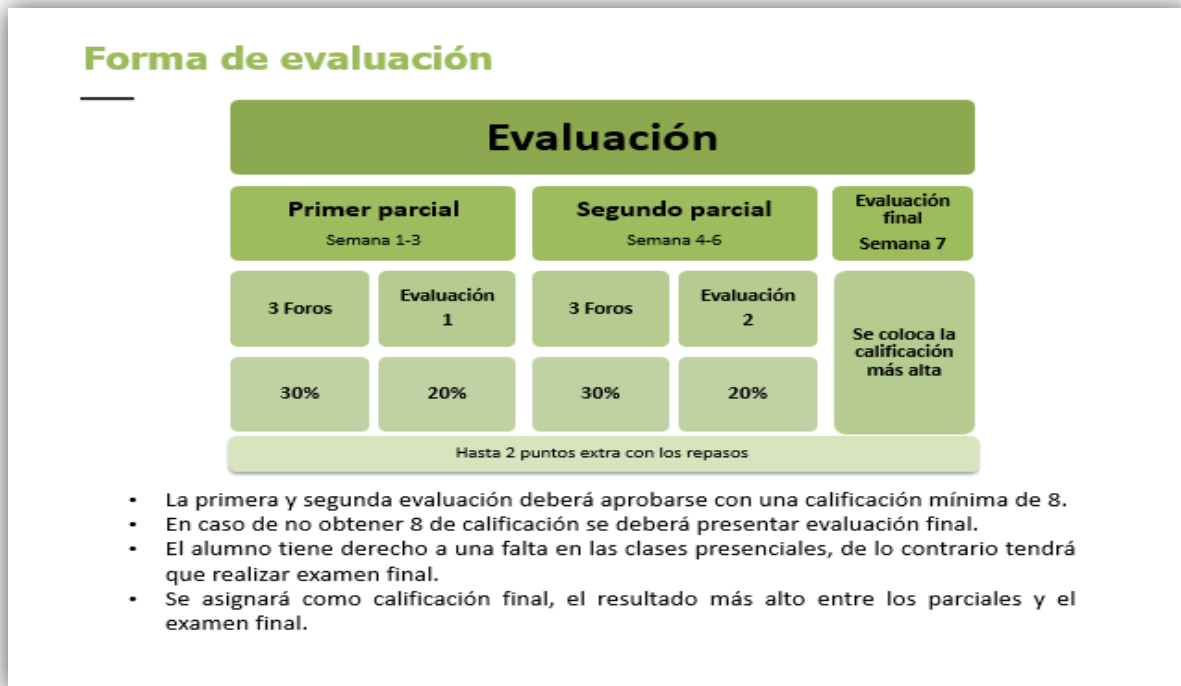 Forma de evaluación
Evaluación
Primer parcial
Semana 1-3
Segundo parcial
Semana 4-6
Evaluación
final
Semana 7
3 Foros
Evaluación
1
3 Foros
Evaluación
2
Se coloca la
calificación
más alta
30%
20%
30%
20%
Hasta 2 puntos extra con los repasos
• La primera y segunda evaluación deberá aprobarse con una calificación mínima de 8.
• En caso de no obtener 8 de calificación se deberá presentar evaluación final.
• El alumno tiene derecho a una falta en las clases presenciales, de lo contrario tendrá
que realizar examen final.
• Se asignará como calificación final, el resultado más alto entre los parciales y el
examen final.